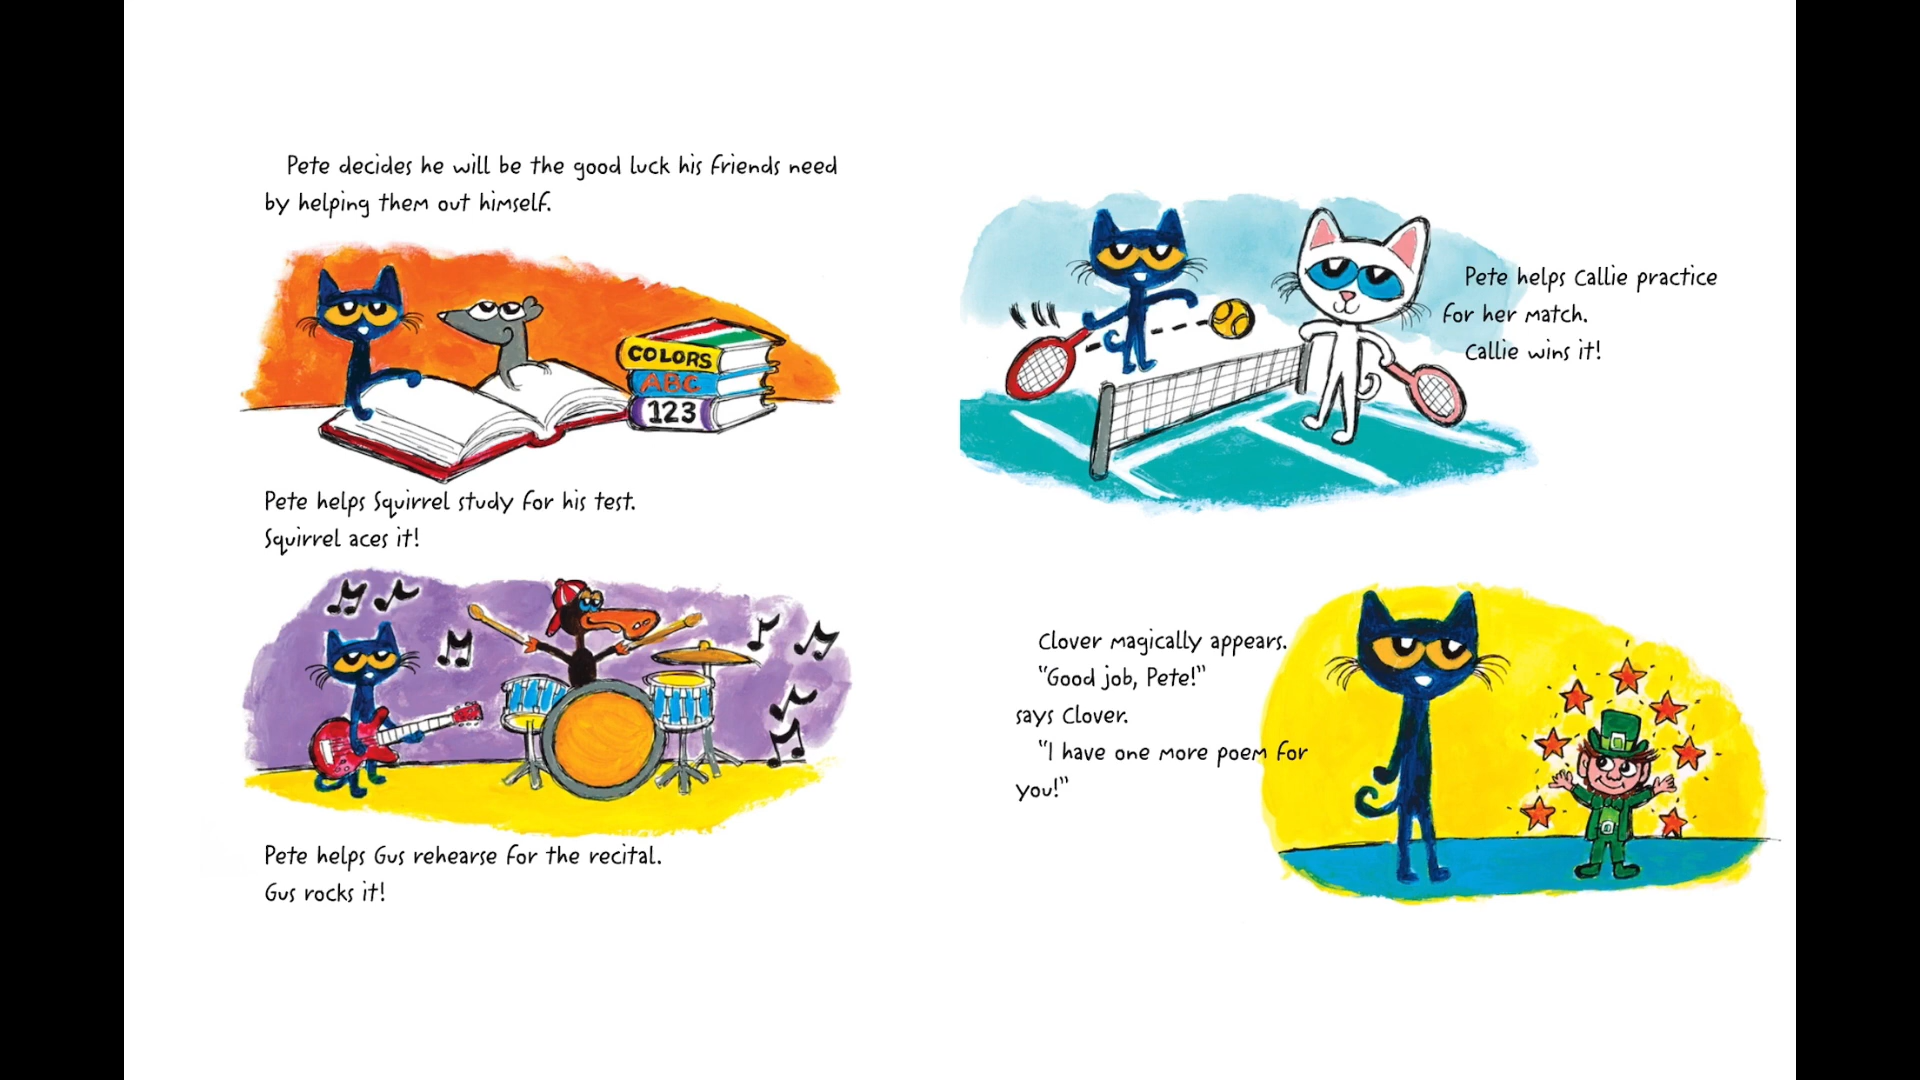 Pete decides he will be the good luck his friends need
by helping them out himself.
COLORS
ABC
123
Pete helps Squirrel study for his test.
Squirrel aces it!
Pete helps Gus rehearse for the recital.
Gus rocks it!
Pete helps Callie practice
for her match.
Callie wins it!
Clover magically appears.
"Good job, Pete!"
says Clover.
"I have one more poem for
you!"